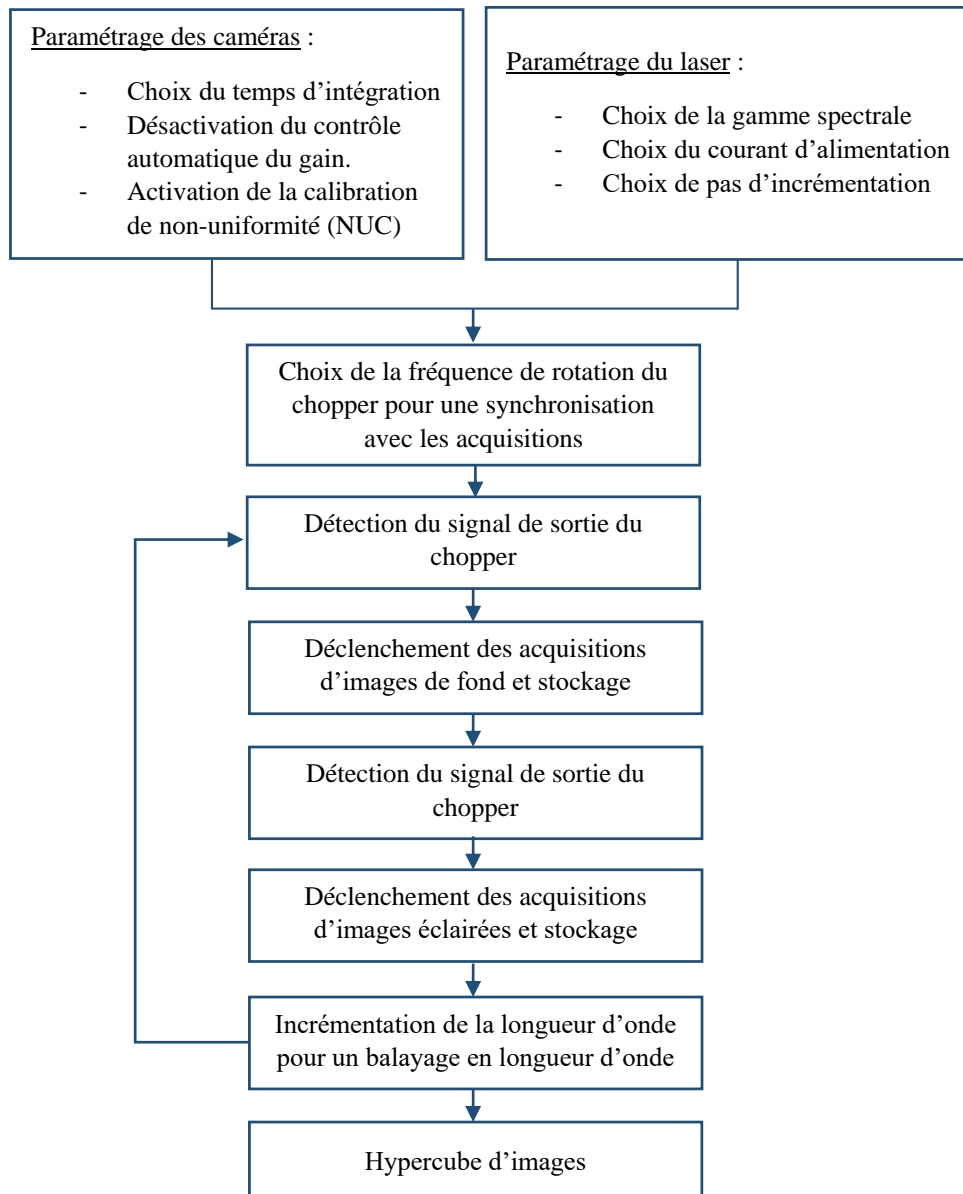 Paramétrage des caméras :
- Choix du temps d’intégration
- Désactivation du contrôle
automatique du gain.
- Activation de la calibration
de non-uniformité (NUC)
Paramétrage du laser :
- Choix de la gamme spectrale
- Choix du courant d’alimentation
- Choix de pas d’incrémentation
Choix de la fréquence de rotation du
chopper pour une synchronisation
avec les acquisitions
Détection du signal de sortie du
chopper
Déclenchement des acquisitions
d’images de fond et stockage
Détection du signal de sortie du
chopper
Déclenchement des acquisitions
d’images éclairées et stockage
Incrémentation de la longueur d’onde
pour un balayage en longueur d’onde
Hypercube d’images